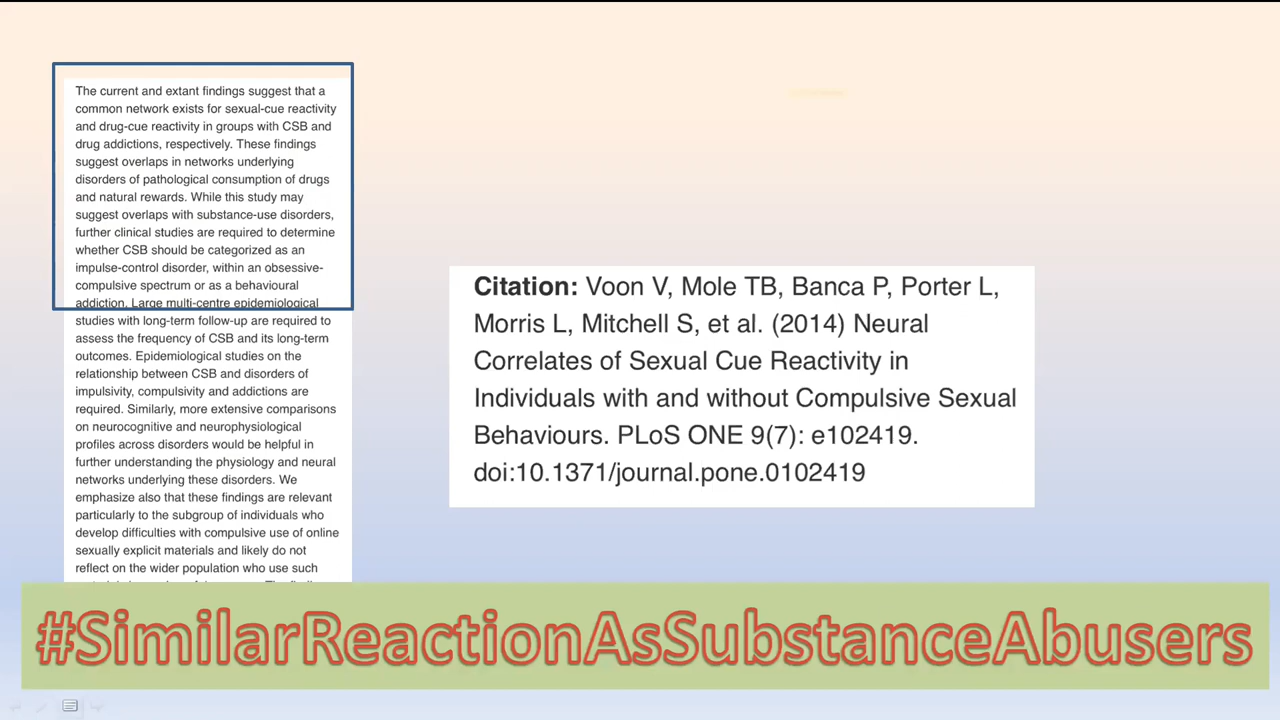 The current and extant findings suggest that a
common network exists for sexual-cue reactivity
and drug-cue reactivity in groups with CSB and
drug addictions, respectively. These findings
suggest overlaps in networks underlying
disorders of pathological consumption of drugs
and natural rewards. While this study may
suggest overlaps with substance-use disorders,
further clinical studies are required to determine
whether CSB should be categorized as an
impulse-control disorder, within an obsessive-
compulsive spectrum or as a behavioural
addiction. Large multi-centre epidemiological
studies with long-term follow-up are required to
assess the frequency of CSB and its long-term
outcomes. Epidemiological studies on the
relationship between CSB and disorders of
impulsivity, compulsivity and addictions are
required. Similarly, more extensive comparisons
on neurocognitive and neurophysiological
profiles across disorders would be helpful in
further understanding the physiology and neural
networks underlying these disorders. We
emphasize also that these findings are relevant
particularly to the subgroup of individuals who
develop difficulties with compulsive use of online
sexually explicit materials and likely do not
reflect on the wider population who use such
Citation: Voon V, Mole TB, Banca P, Porter L,
Morris L, Mitchell S, et al. (2014) Neural
Correlates of Sexual Cue Reactivity in
Individuals with and without Compulsive Sexual
Behaviours. PLoS ONE 9(7): e102419.
doi:10.1371/journal.pone.0102419
#SimilarReactionAsSubstanceAbusers